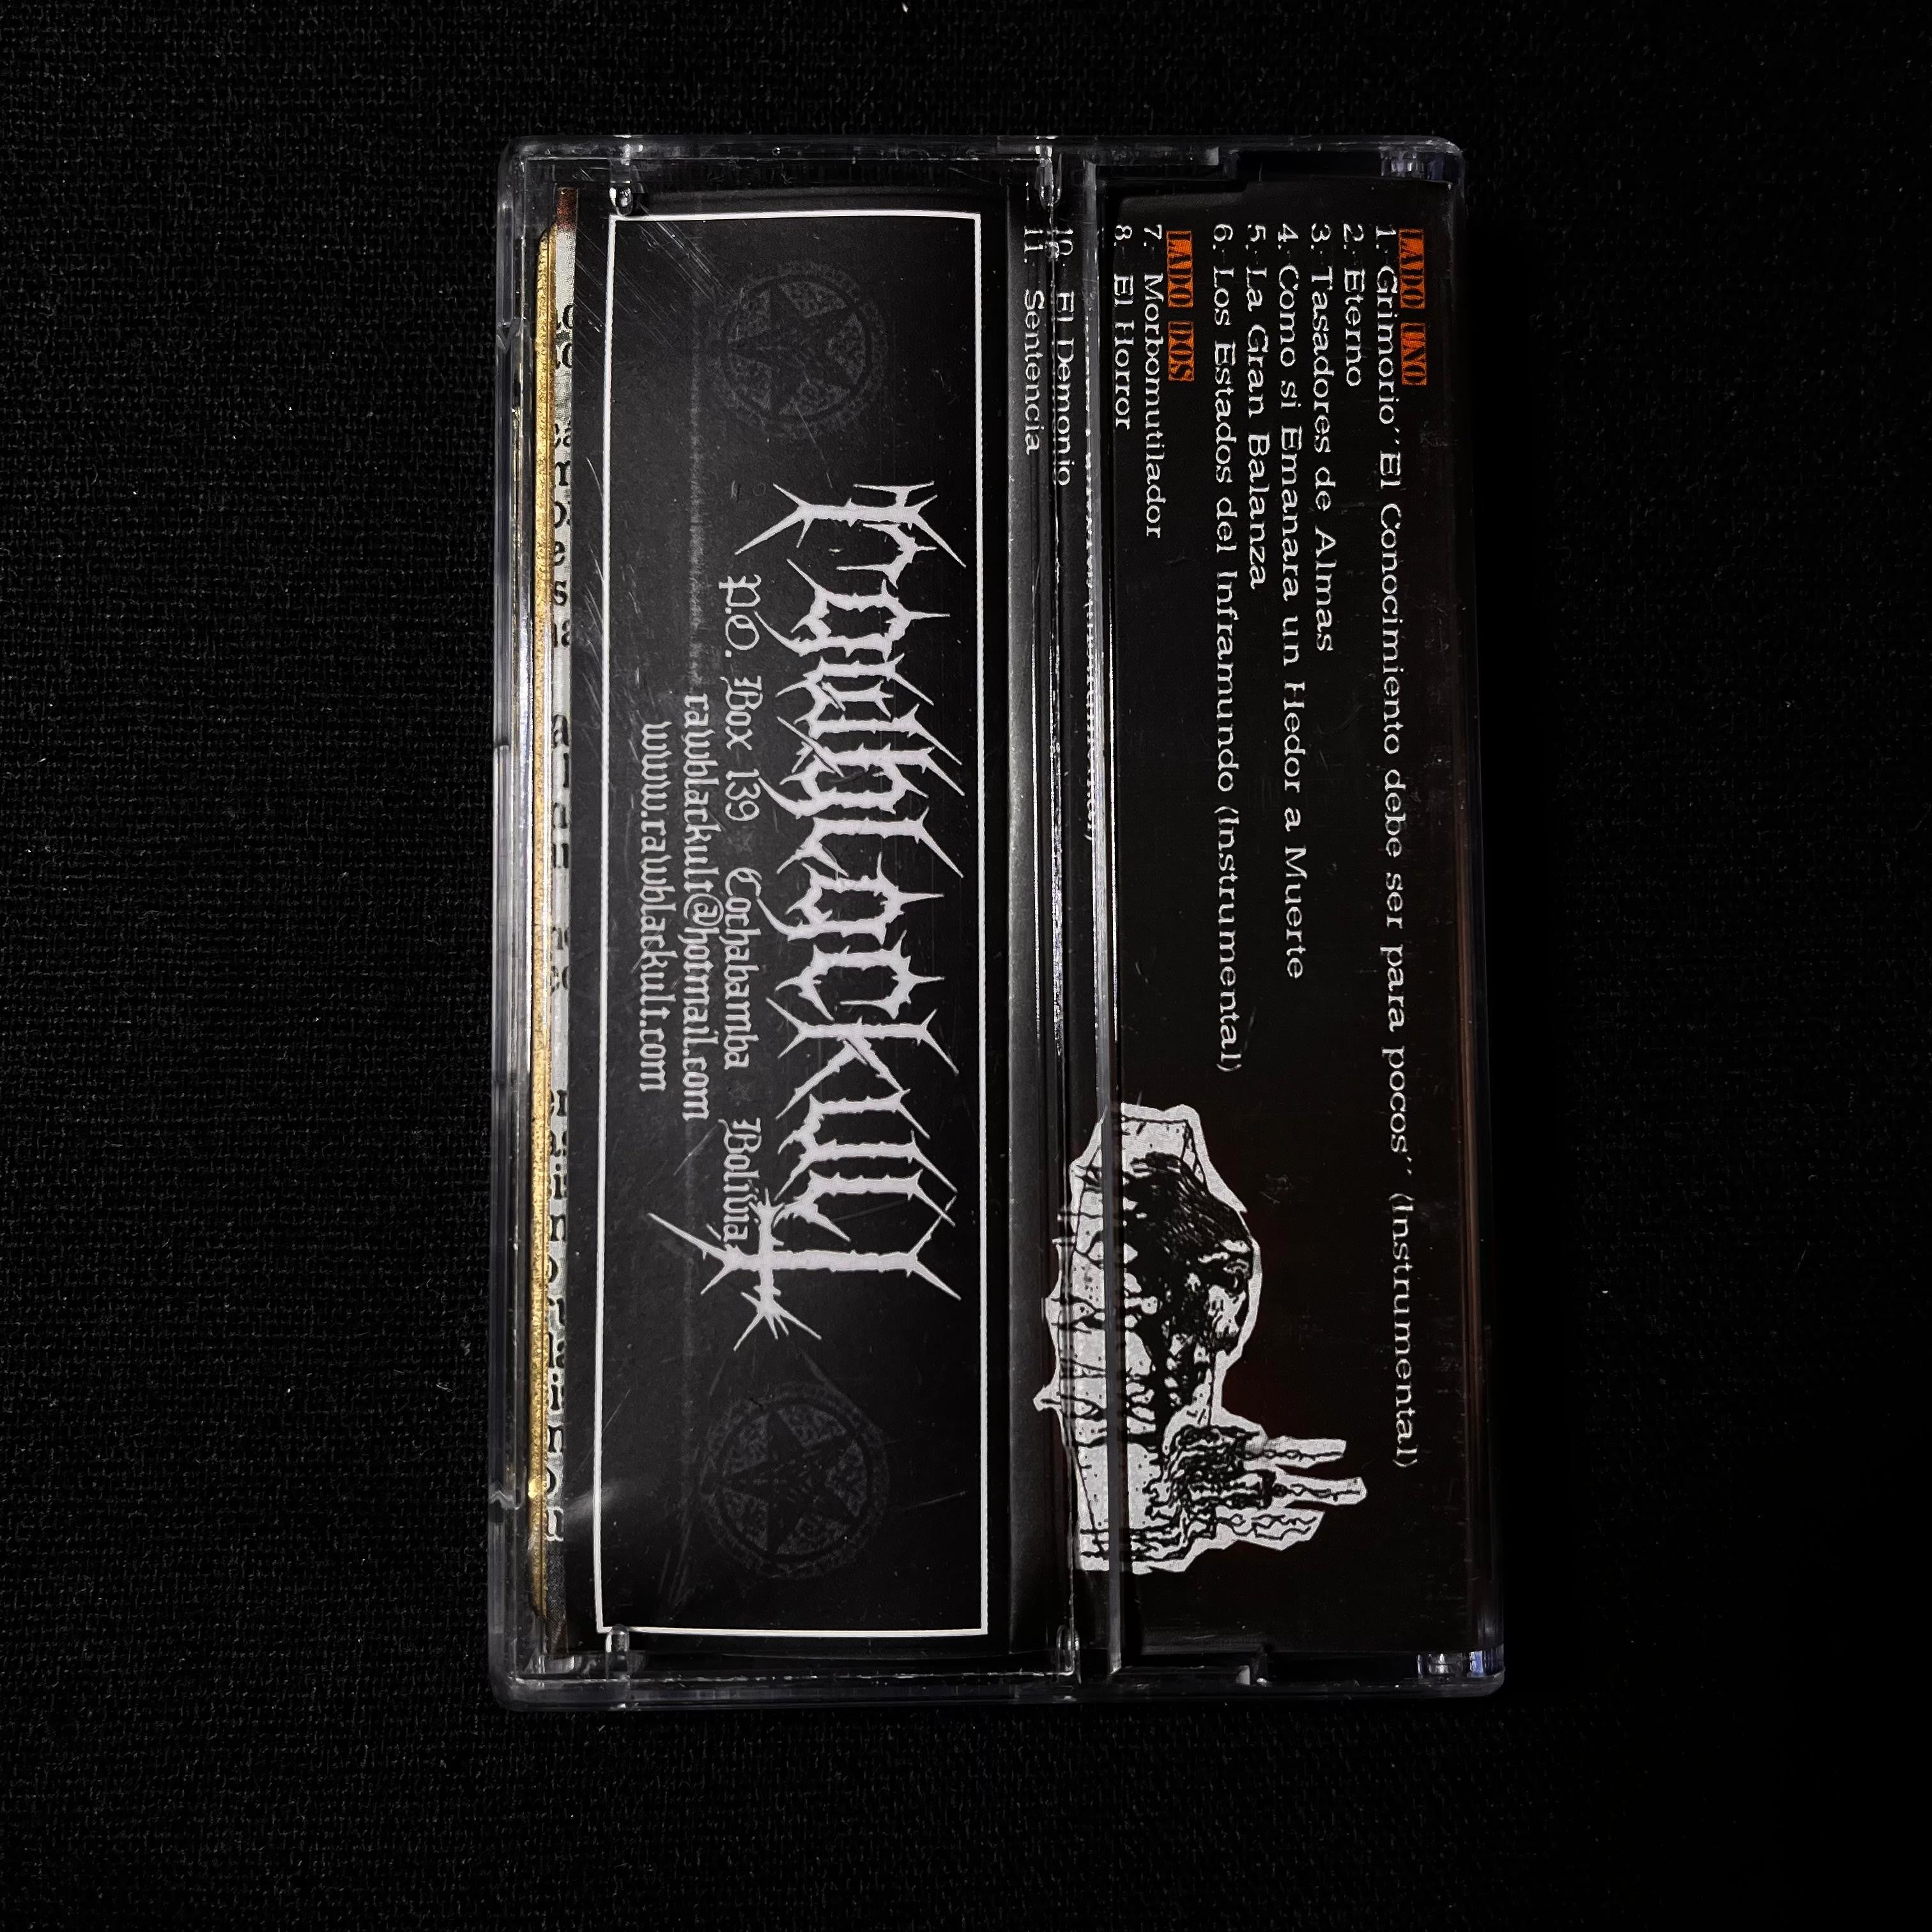 LADO UNO
1. Grimorio´´El Conocimiento debe ser para pocos´´ (Instrumental)
2. Eterno
3. Tasadores de Almas
4. Como si Emanara un Hedor a Muerte
5. La Gran Balanza
6. Los Estados del Inframundo (Instrumental)
LADO DOS
7. Morbomutilador
8. El Horror
10. El Demonio
11. Sentencia
rawblackult
P.O. Box 139 Cochabamba Bolivia
rawblackult@hotmail.com
www.rawblackult.com